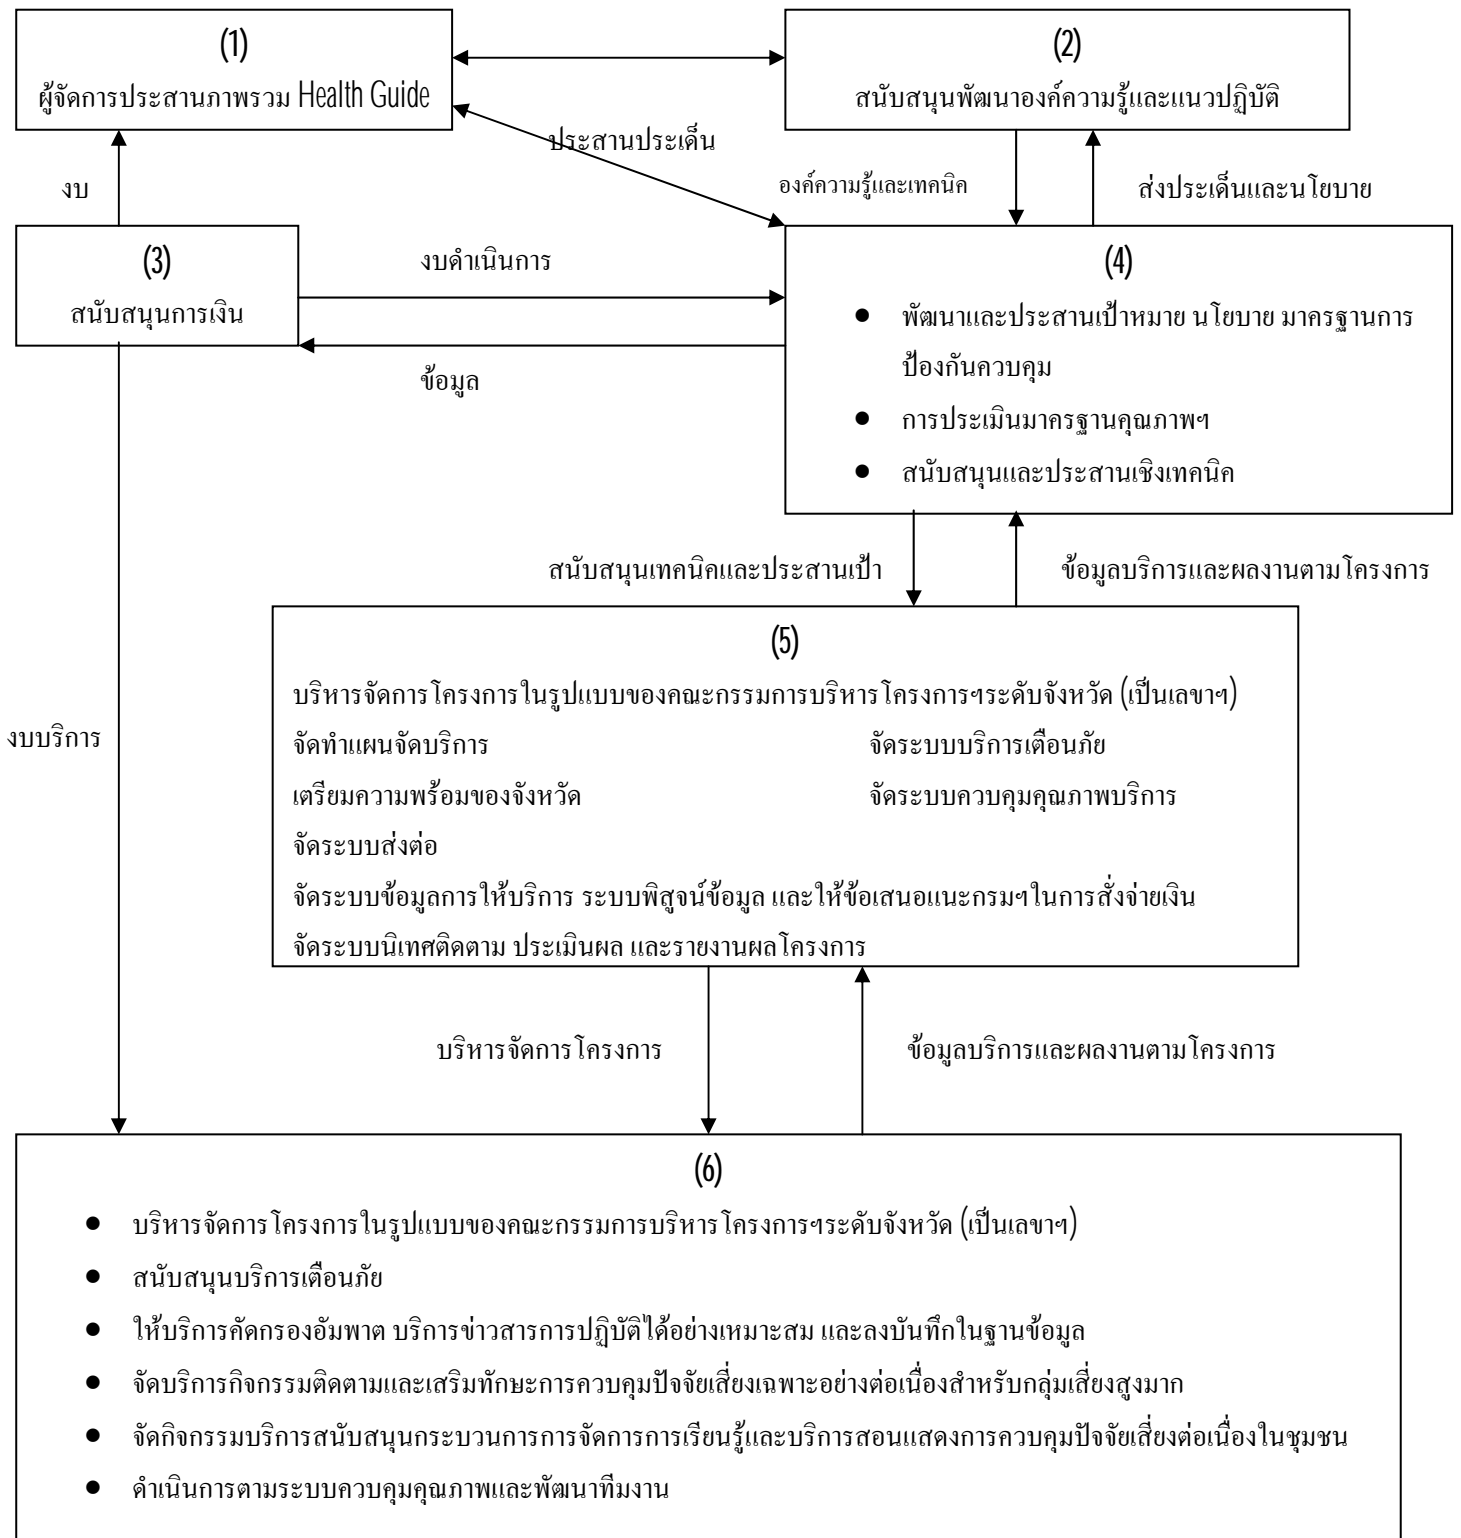 (1)
ผู้จัดการประสานภาพรวม Health Guide
(2)
สนับสนุนพัฒนาองค์ความรู้และแนวปฏิบัติ
ประสานประเด็น
งบ
องค์ความรู้และเทคนิค
ส่งประเด็นและนโยบาย
(3)
สนับสนุนการเงิน
งบดำเนินการ
ข้อมูล
(4)
● พัฒนาและประสานเป้าหมาย นโยบาย มาตรฐานการ
ป้องกันควบคุม
● การประเมินมาตรฐานคุณภาพฯ
● สนับสนุนและประสานเชิงเทคนิค
สนับสนุนเทคนิคและประสานเป้า
ข้อมูลบริการและผลงานตามโครงการ
(5)
บริหารจัดการโครงการในรูปแบบของคณะกรรมการบริหารโครงการฯระดับจังหวัด (เป็นเลขาฯ)
จัดทำแผนจัดบริการ จัดระบบบริการเตือนภัย
เตรียมความพร้อมของจังหวัด จัดระบบควบคุมคุณภาพบริการ
จัดระบบส่งต่อ
จัดระบบข้อมูลการให้บริการ ระบบพิสูจน์ข้อมูล และให้ข้อเสนอแนะกรมฯในการสั่งจ่ายเงิน
จัดระบบนิเทศติดตาม ประเมินผล และรายงานผลโครงการ
งบบริการ
บริหารจัดการโครงการ
ข้อมูลบริการและผลงานตามโครงการ
(6)
● บริหารจัดการโครงการในรูปแบบของคณะกรรมการบริหารโครงการฯระดับจังหวัด (เป็นเลขาฯ)
● สนับสนุนบริการเตือนภัย
● ให้บริการคัดกรองอัมพาต บริการข่าวสารการปฏิบัติได้อย่างเหมาะสม และลงบันทึกในฐานข้อมูล
● จัดบริการกิจกรรมติดตามและเสริมทักษะการควบคุมปัจจัยเสี่ยงเฉพาะอย่างต่อเนื่องสำหรับกลุ่มเสี่ยงสูงมาก
● จัดกิจกรรมบริการสนับสนุนกระบวนการการจัดการการเรียนรู้และบริการสอนแสดงการควบคุมปัจจัยเสี่ยงต่อเนื่องในชุมชน
● ดำเนินการตามระบบควบคุมคุณภาพและพัฒนาทีมงาน